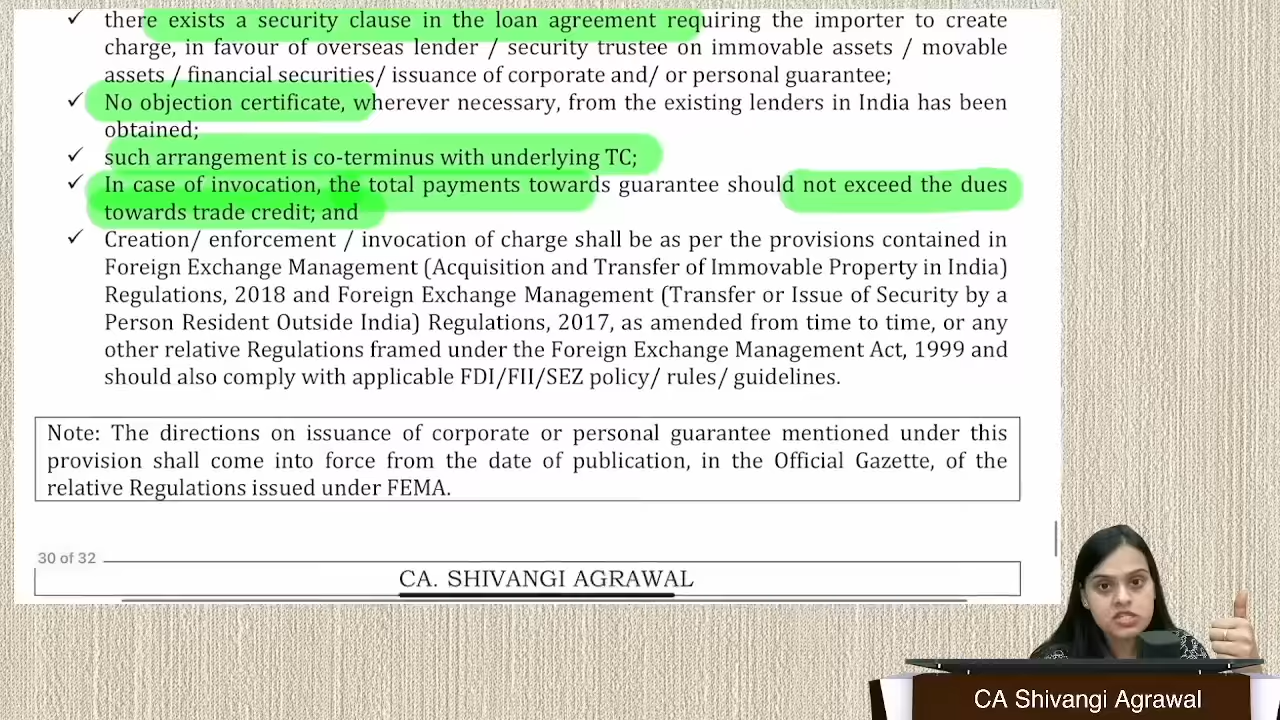 ✓ there exists a security clause in the loan agreement requiring the importer to create
charge, in favour of overseas lender / security trustee on immovable assets / movable
assets / financial securities/ issuance of corporate and/ or personal guarantee;
✓ No objection certificate, wherever necessary, from the existing lenders in India has been
obtained;
✓ such arrangement is co-terminus with underlying TC;
✓ In case of invocation, the total payments towards guarantee should not exceed the dues
towards trade credit; and
✓ Creation/ enforcement / invocation of charge shall be as per the provisions contained in
Foreign Exchange Management (Acquisition and Transfer of Immovable Property in India)
Regulations, 2018 and Foreign Exchange Management (Transfer or Issue of Security by a
Person Resident Outside India) Regulations, 2017, as amended from time to time, or any
other relative Regulations framed under the Foreign Exchange Management Act, 1999 and
should also comply with applicable FDI/FII/SEZ policy/ rules/ guidelines.
Note: The directions on issuance of corporate or personal guarantee mentioned under this
provision shall come into force from the date of publication, in the Official Gazette, of the
relative Regulations issued under FEMA.
30 of 32
CA. SHIVANGI AGRAWAL
CA Shivangi Agrawal